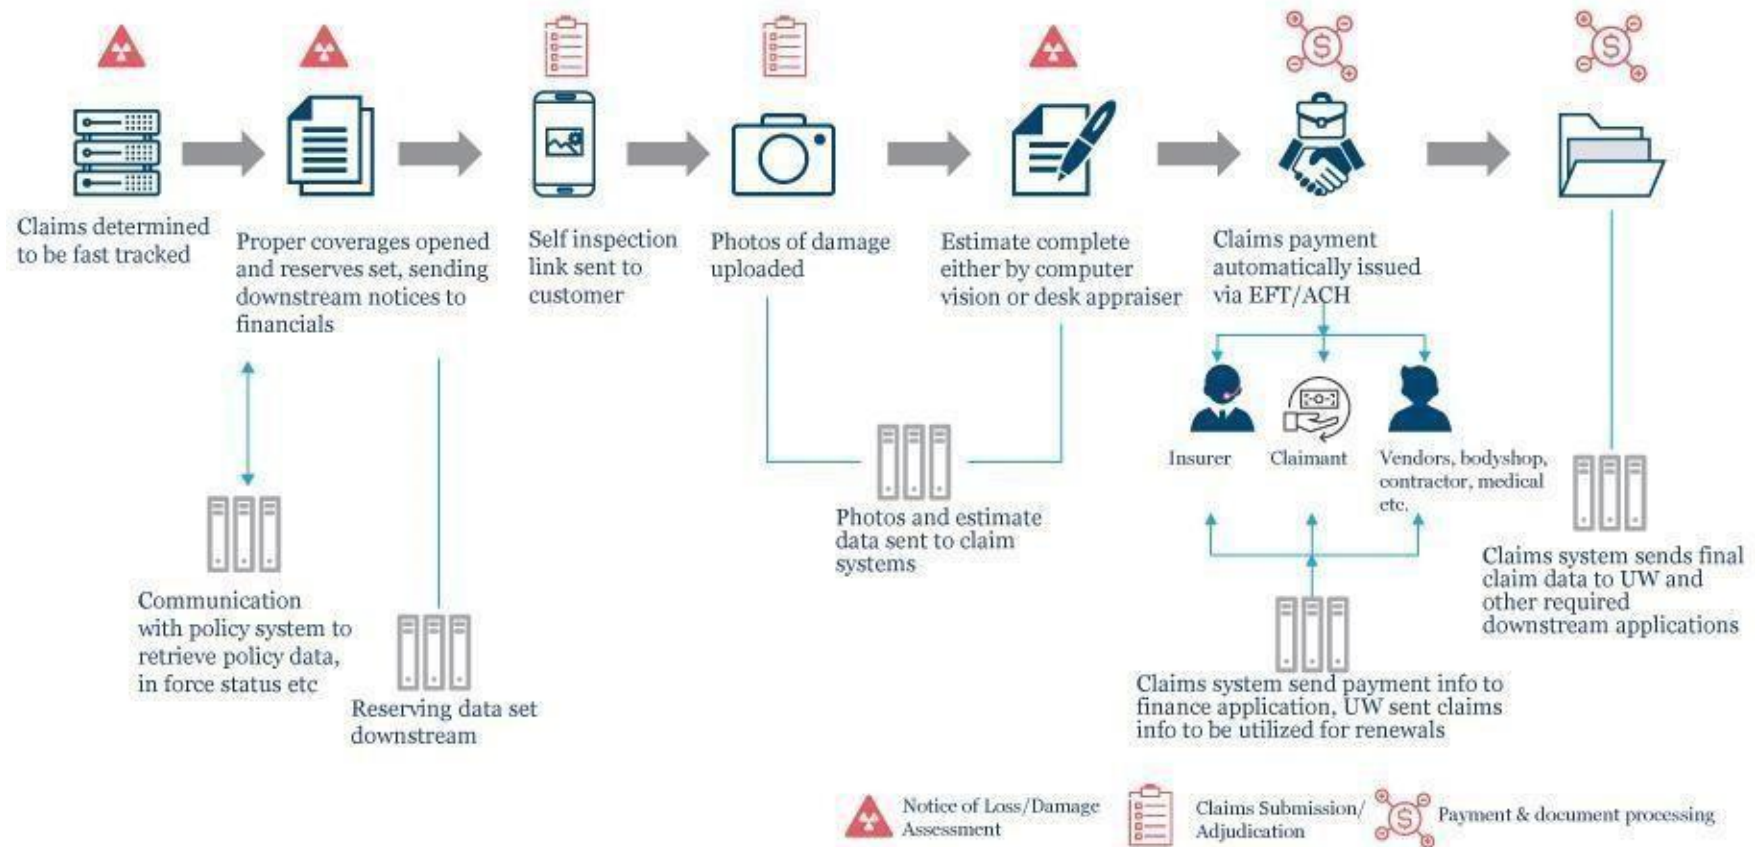 Claims determined
to be fast tracked
Proper coverages opened
and reserves set, sending
downstream notices to
financials
Self inspection
link sent to
customer
Photos of damage
uploaded
Estimate complete
either by computer
vision or desk appraiser
Claims payment
automatically issued
via EFT/ACH
Insurer
Claimant
Vendors, bodyshop,
contractor, medical
etc.
Communication
with policy system to
retrieve policy data,
in force status etc
Reserving data set
downstream
Photos and estimate
data sent to claim
systems
Claims system send payment info to
finance application, UW sent claims
info to be utilized for renewals
Claims system sends final
claim data to UW and
other required
downstream applications
Notice of Loss/Damage
Assessment
Claims Submission/
Adjudication
Payment & document processing